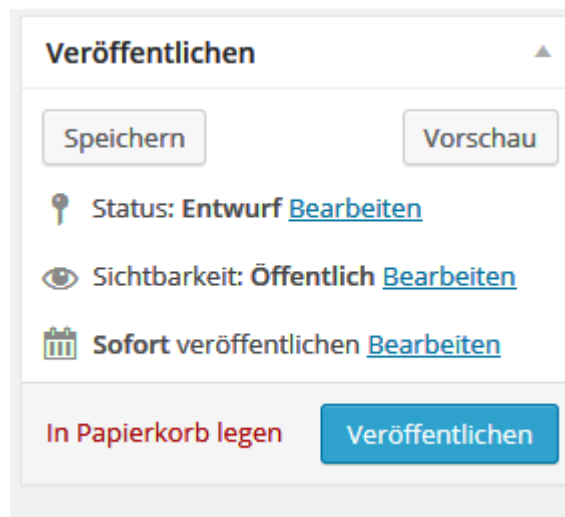 Veröffentlichen
Speichern Vorschau
Status: Entwurf Bearbeiten
Sichtbarkeit: Öffentlich Bearbeiten
Sofort veröffentlichen Bearbeiten
In Papierkorb legen Veröffentlichen